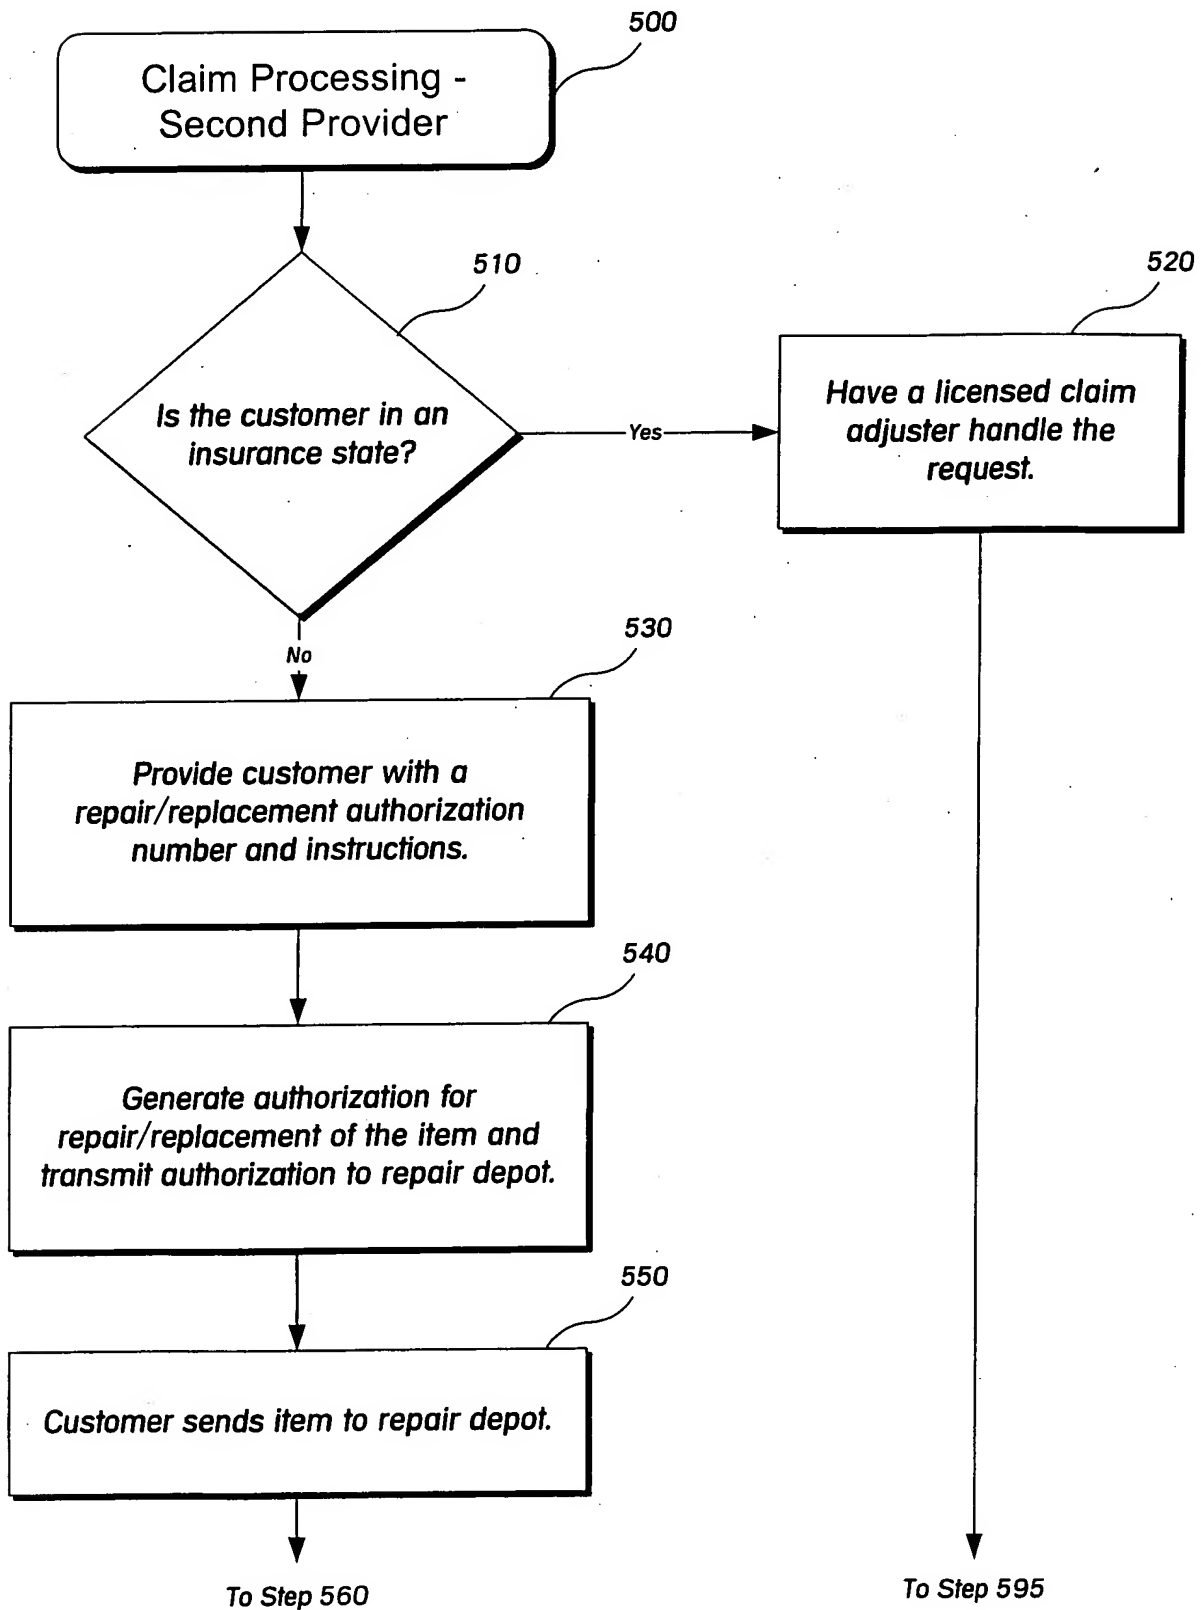 500
Claim Processing -
Second Provider
510
Is the customer in an
insurance state?
Yes
520
Have a licensed claim
adjuster handle the
request.
No
530
Provide customer with a
repair/replacement authorization
number and instructions.
540
Generate authorization for
repair/replacement of the item and
transmit authorization to repair depot.
550
Customer sends item to repair depot.
To Step 560
To Step 595